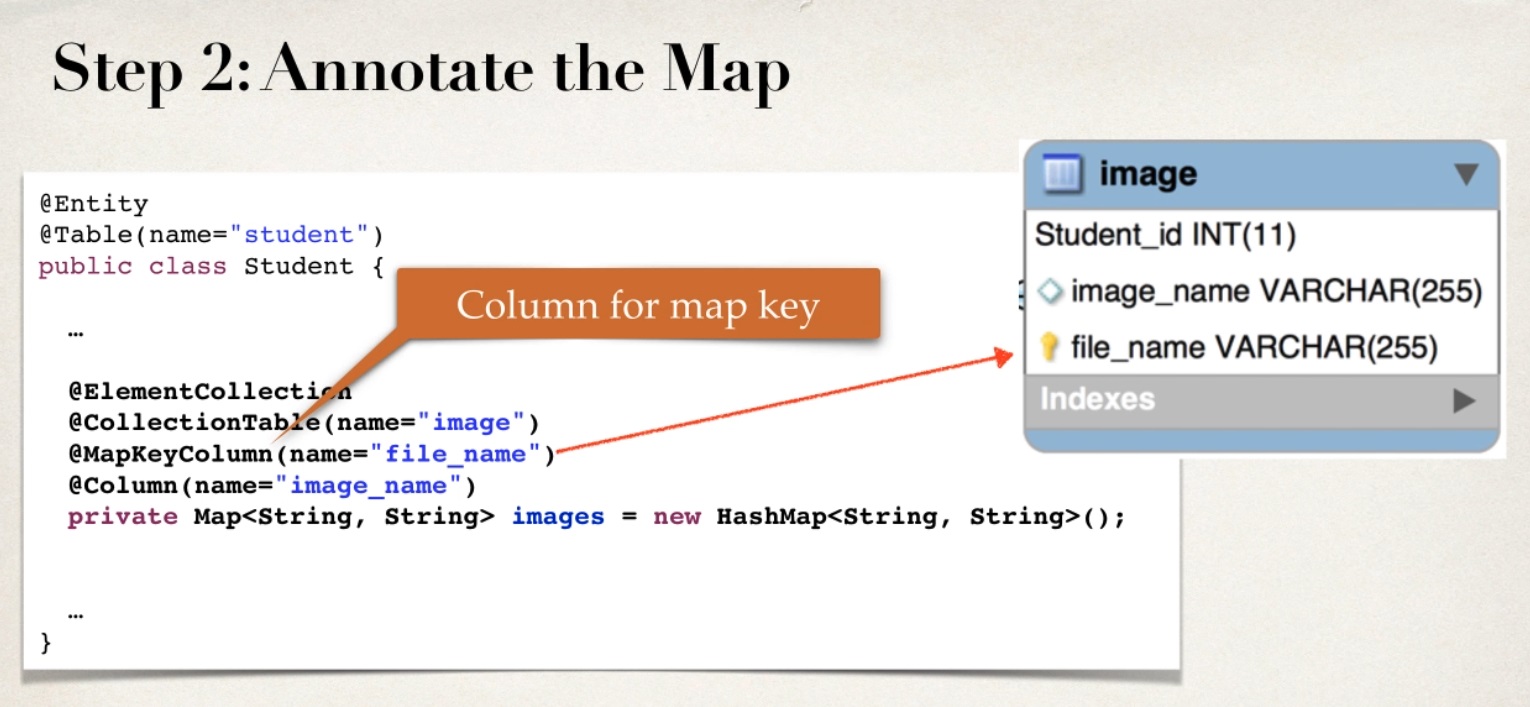 Step 2: Annotate the Map
@Entity
@Table(name="student")
public class Student {
…
@ElementCollection
@CollectionTable(name="image")
@MapKeyColumn(name="file_name")
@Column(name="image_name")
private Map<String, String> images = new HashMap<String, String>();
…
}
Column for map key
image
Student_id INT(11)
image_name VARCHAR(255)
file_name VARCHAR(255)
Indexes